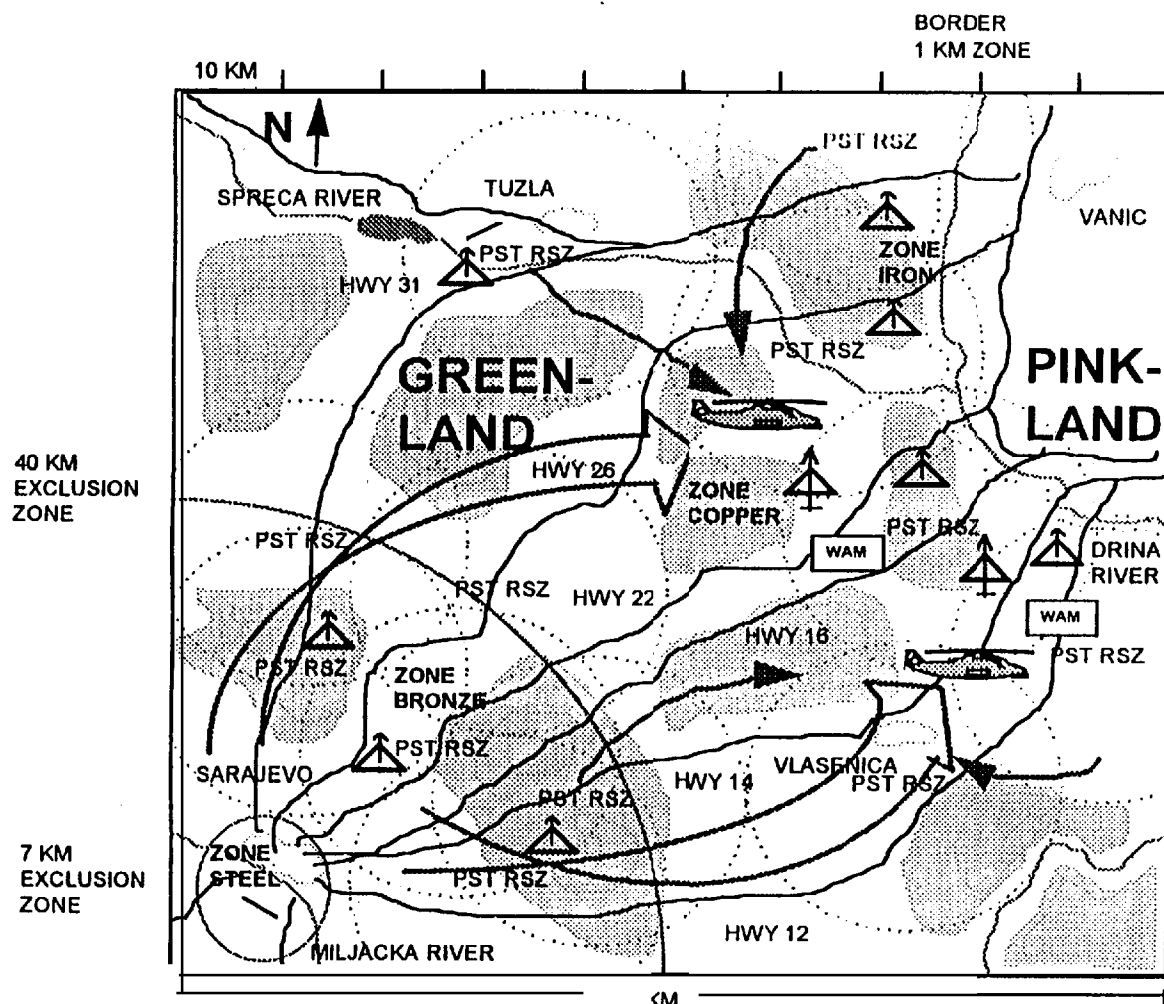 BORDER
1 KM ZONE
10 KM
N
PST RSZ
SPRECA RIVER
TUZLA
VANIC
PST RSZ
ZONE
IRON
HWY 31
PST RSZ
GREEN-
LAND
PINK-
LAND
40 KM
EXCLUSION
ZONE
HWY 26
ZONE
COPPER
PST RSZ
PST RSZ
WAM
DRINA
RIVER
PST RSZ
HWY 22
WAM
HWY 16
PST RSZ
PST RSZ
ZONE
BRONZE
PST RSZ
SARAJEVO
HWY 14
VLASENICA
PST RSZ
PST RSZ
7 KM
EXCLUSION
ZONE
ZONE
STEEL
PST RSZ
MILJACKA RIVER
HWY 12
KM